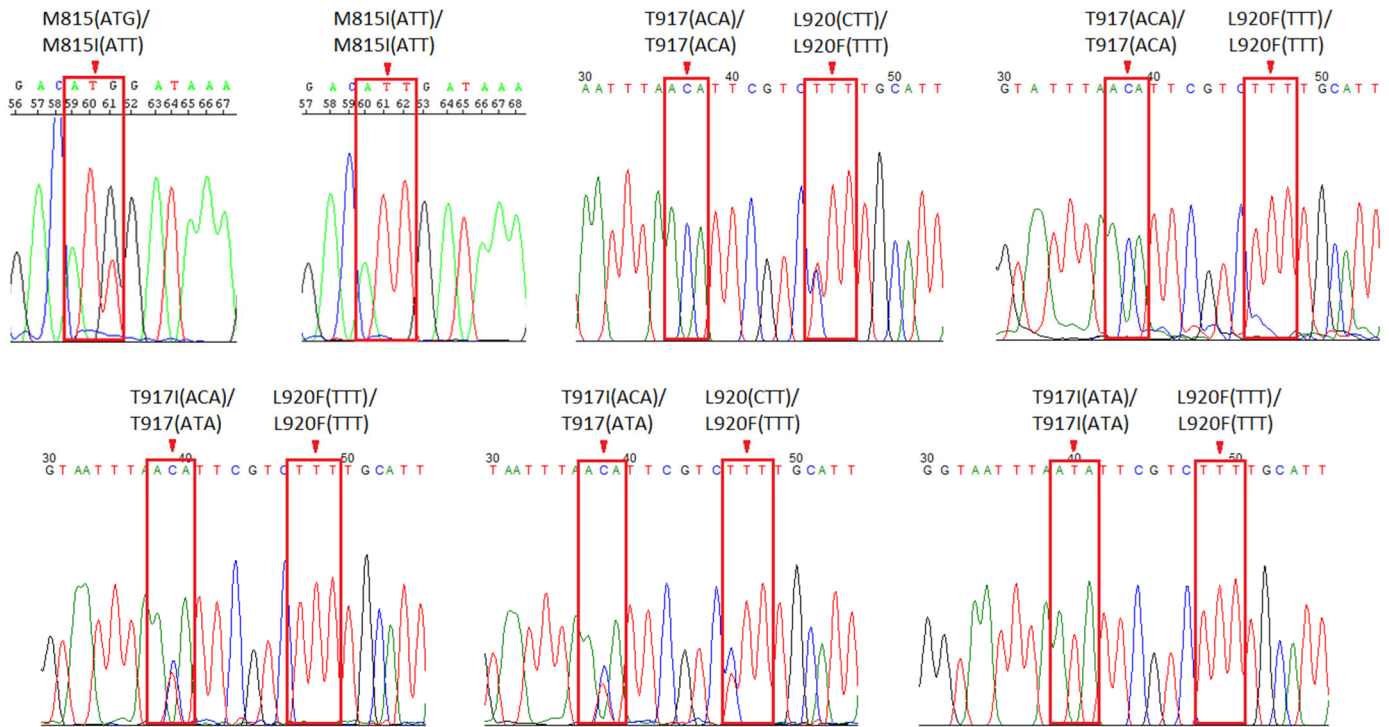 M815(ATG)/
M815I(ATT)
G A C A T G G A T A A A
56 57 58 59 60 61 62 63 64 65 66 67
M815I(ATT)/
M815I(ATT)
G A C A T T G A T A A A
57 58 59 60 61 62 63 64 65 66 67 68
T917(ACA)/
T917(ACA)
L920(CTT)/
L920F(TTT)
30 40 50
A A T T T A A C A T T C G T C T T T T G C A T T
T917(ACA)/
T917(ACA)
L920F(TTT)/
L920F(TTT)
40 50
G T A T T T A A C A T T C G T C T T T T G C A T T
T917I(ACA)/
T917(ATA)
L920F(TTT)/
L920F(TTT)
30 40 50
G T A A T T T A A C A T T C G T C T T T T G C A T T
T917I(ACA)/
T917(ATA)
L920(CTT)/
L920F(TTT)
30 40 50
T A A T T T A A C A T T C G T C T T T T G C A T T
T917I(ATA)/
T917I(ATA)
L920F(TTT)/
L920F(TTT)
30 40 50
G G T A A T T T A A T A T T C G T C T T T T G C A T T